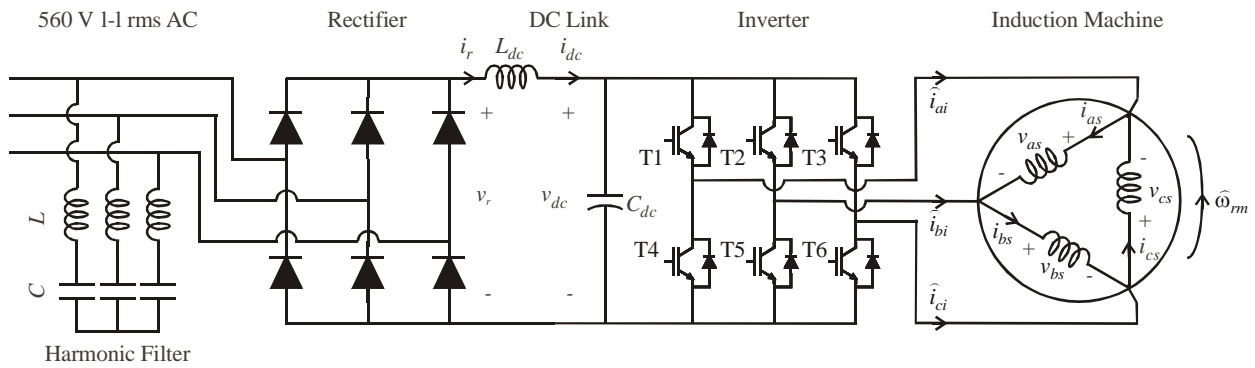 560 V l-l rms AC
Rectifier
DC Link
Inverter
Induction Machine
i_r
L_dc
i_dc
+
+
î_ai
i_as
v_as
+
-
-
v_cs
+
ω̂_rm
T1
T2
T3
v_r
v_dc
C_dc
î_bi
i_bs
+
v_bs
-
i_cs
L
T4
T5
T6
C
-
-
î_ci
Harmonic Filter